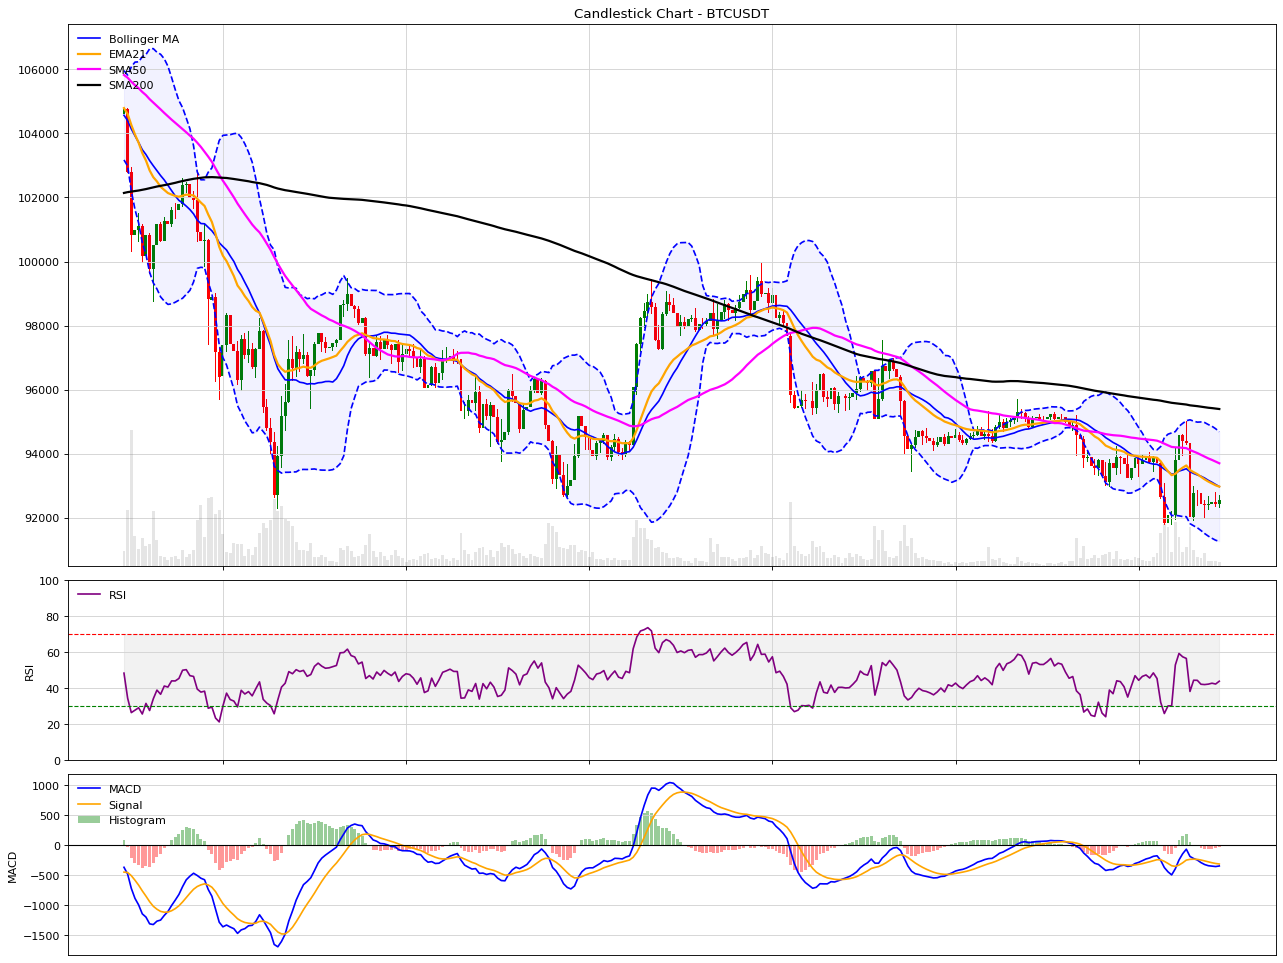 Candlestick Chart - BTCUSDT
Bollinger MA
EMA21
SMA50
SMA200
106000
104000
102000
100000
98000
96000
94000
92000
RSI
100
80
60
40
20
0
RSI
MACD
Signal
Histogram
1000
500
0
−500
−1000
−1500
MACD